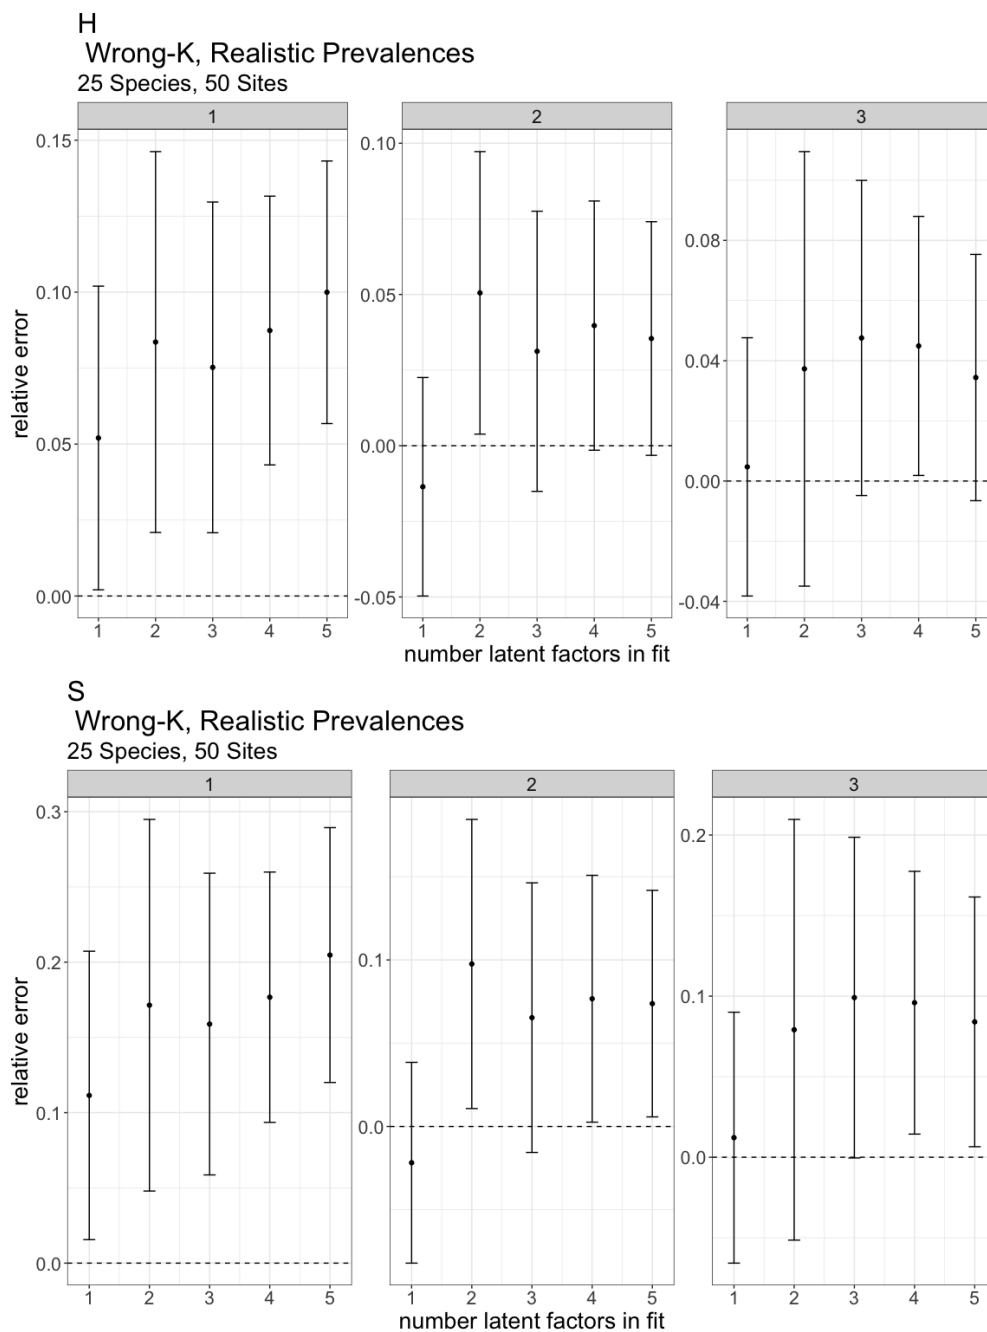 H
Wrong-K, Realistic Prevalences
25 Species, 50 Sites
1 2 3
relative error
0.15
0.10
0.05
0.00
0.10
0.05
0.00
-0.05
0.08
0.04
0.00
-0.04
1 2 3 4 5 1 2 3 4 5 1 2 3 4 5
number latent factors in fit
S
Wrong-K, Realistic Prevalences
25 Species, 50 Sites
1 2 3
relative error
0.3
0.2
0.1
0.0
0.1
0.0
0.2
0.1
0.0
1 2 3 4 5 1 2 3 4 5 1 2 3 4 5
number latent factors in fit